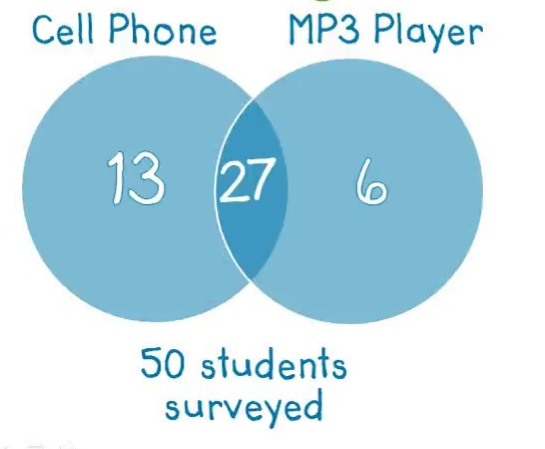 Cell Phone MP3 Player
13 27 6
50 students
surveyed